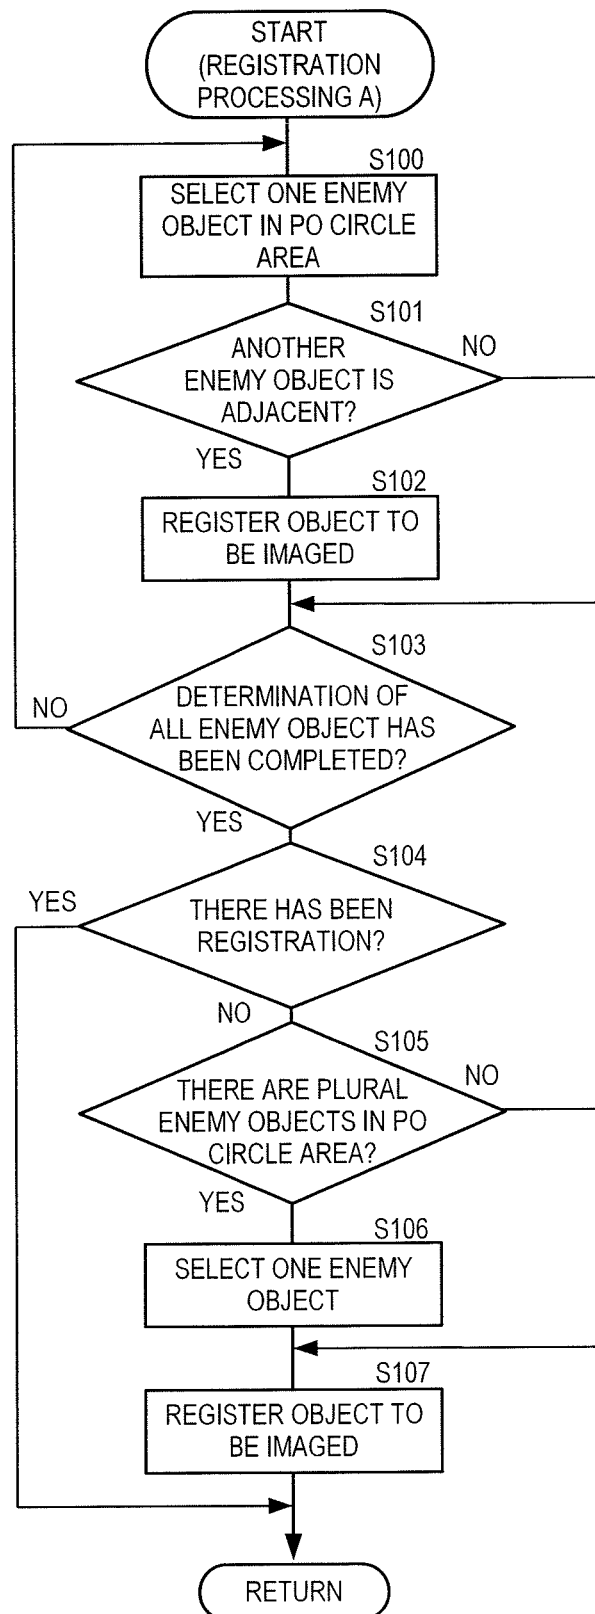 START
(REGISTRATION
PROCESSING A)
S100
SELECT ONE ENEMY
OBJECT IN PO CIRCLE
AREA
S101
ANOTHER
ENEMY OBJECT IS
ADJACENT?
NO
YES
S102
REGISTER OBJECT TO
BE IMAGED
S103
DETERMINATION OF
ALL ENEMY OBJECT HAS
BEEN COMPLETED?
NO
YES
S104
THERE HAS BEEN
REGISTRATION?
YES
NO
S105
THERE ARE PLURAL
ENEMY OBJECTS IN PO
CIRCLE AREA?
NO
YES
S106
SELECT ONE ENEMY
OBJECT
S107
REGISTER OBJECT TO
BE IMAGED
RETURN